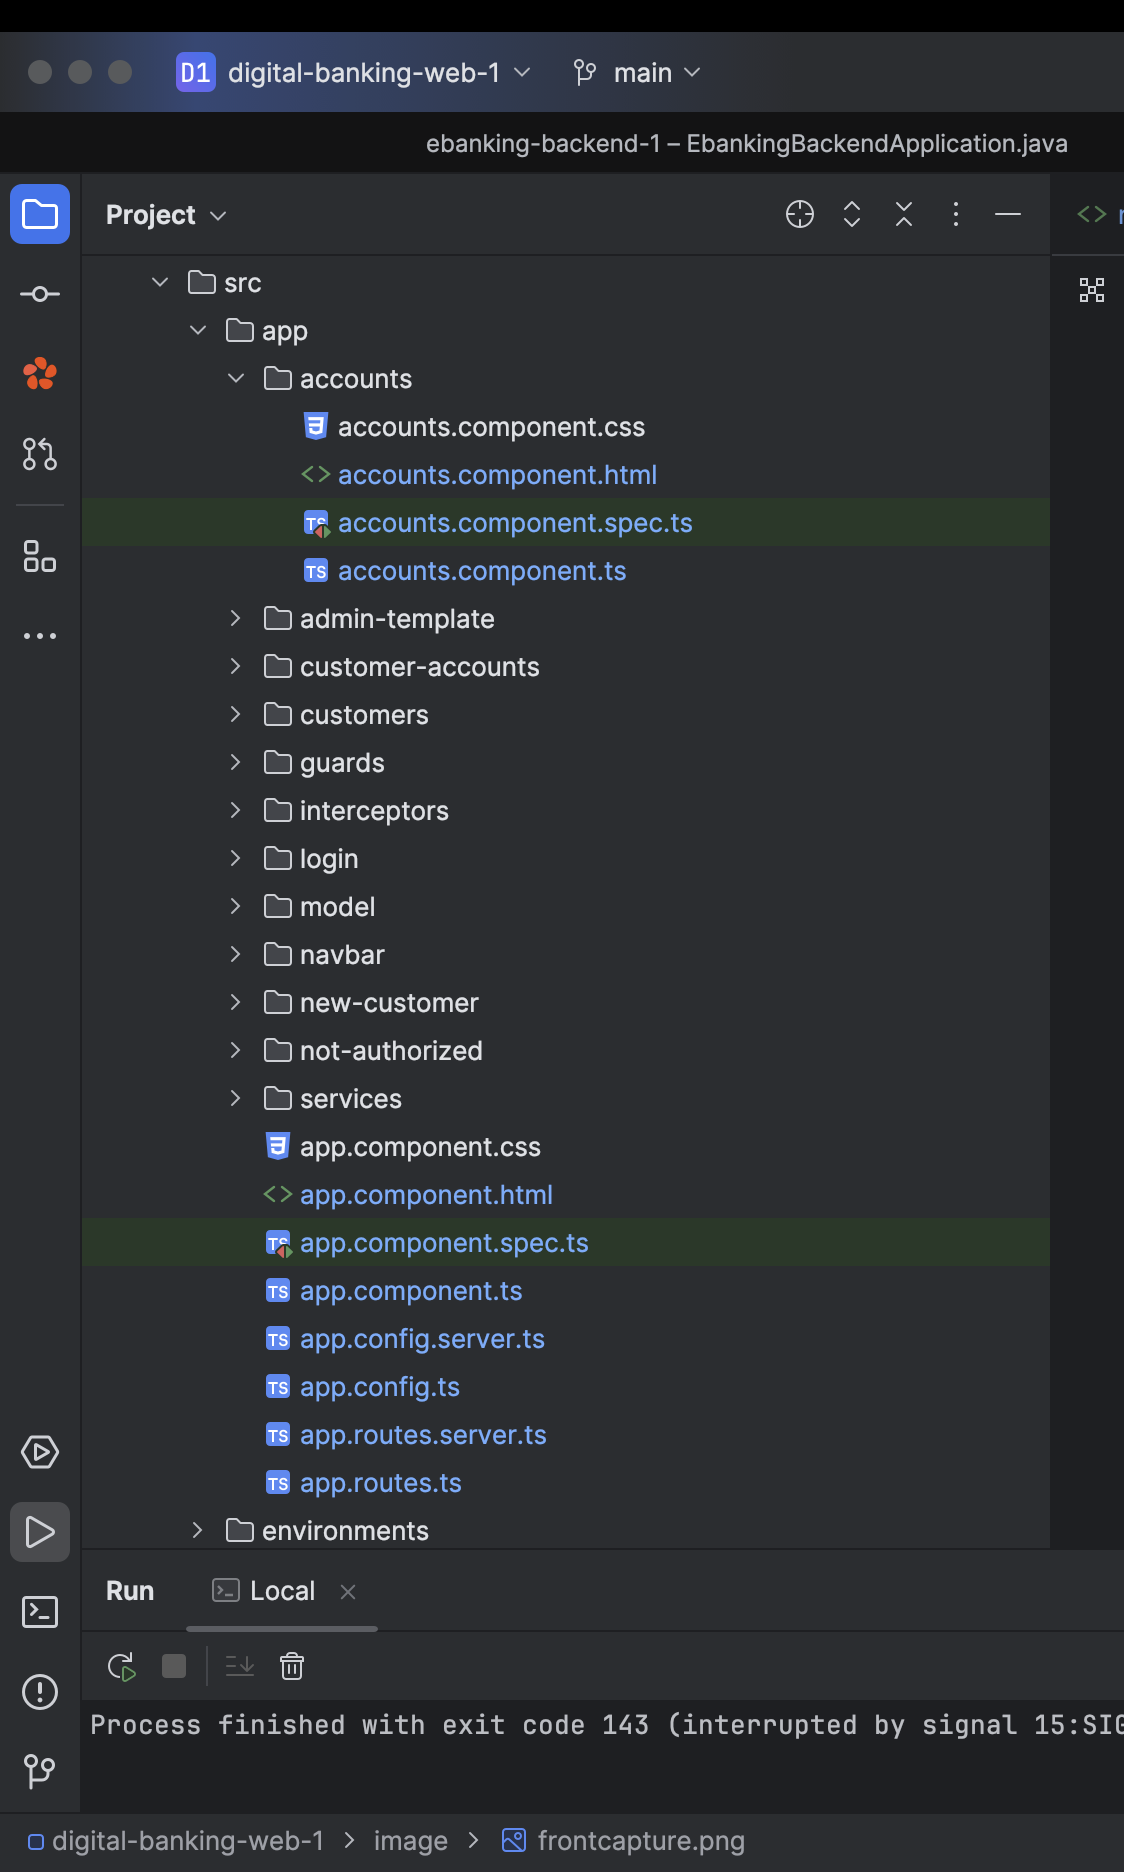 D1 digital-banking-web-1 main
ebanking-backend-1 – EbankingBackendApplication.java
Project
src
app
accounts
accounts.component.css
accounts.component.html
accounts.component.spec.ts
accounts.component.ts
admin-template
customer-accounts
customers
guards
interceptors
login
model
navbar
new-customer
not-authorized
services
app.component.css
app.component.html
app.component.spec.ts
app.component.ts
app.config.server.ts
app.config.ts
app.routes.server.ts
app.routes.ts
environments
Run Local
Process finished with exit code 143 (interrupted by signal 15:SIG
digital-banking-web-1 > image > frontcapture.png